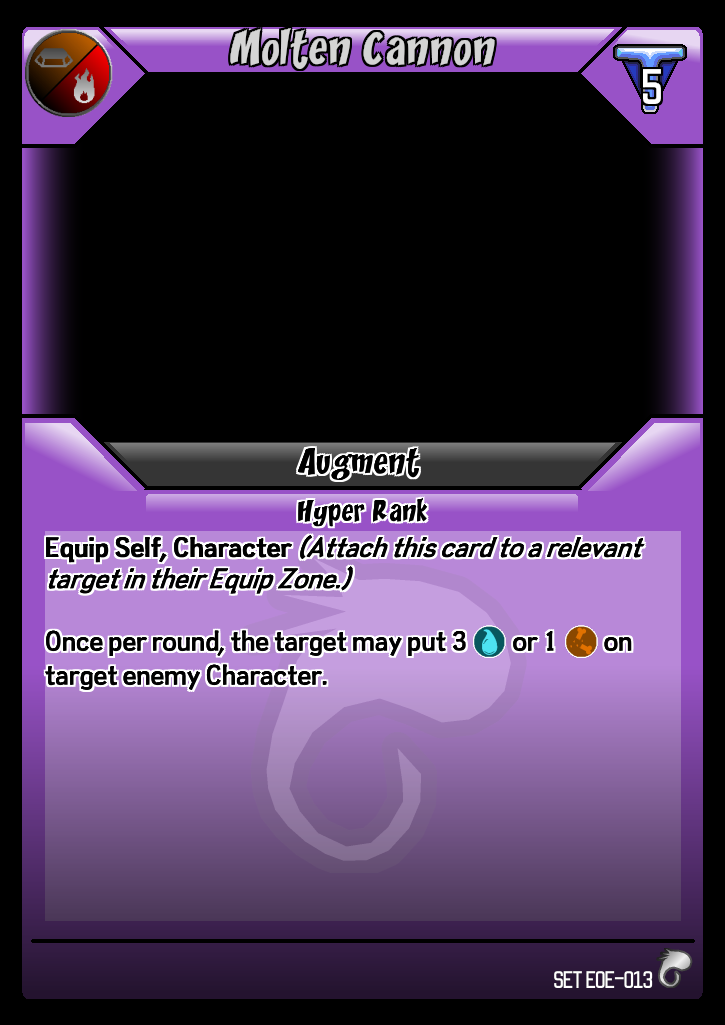 Molten Cannon
5
Augment
Hyper Rank
Equip Self, Character (Attach this card to a relevant
target in their Equip Zone.)
Once per round, the target may put 3 or 1 on
target enemy Character.
SET EOE-013